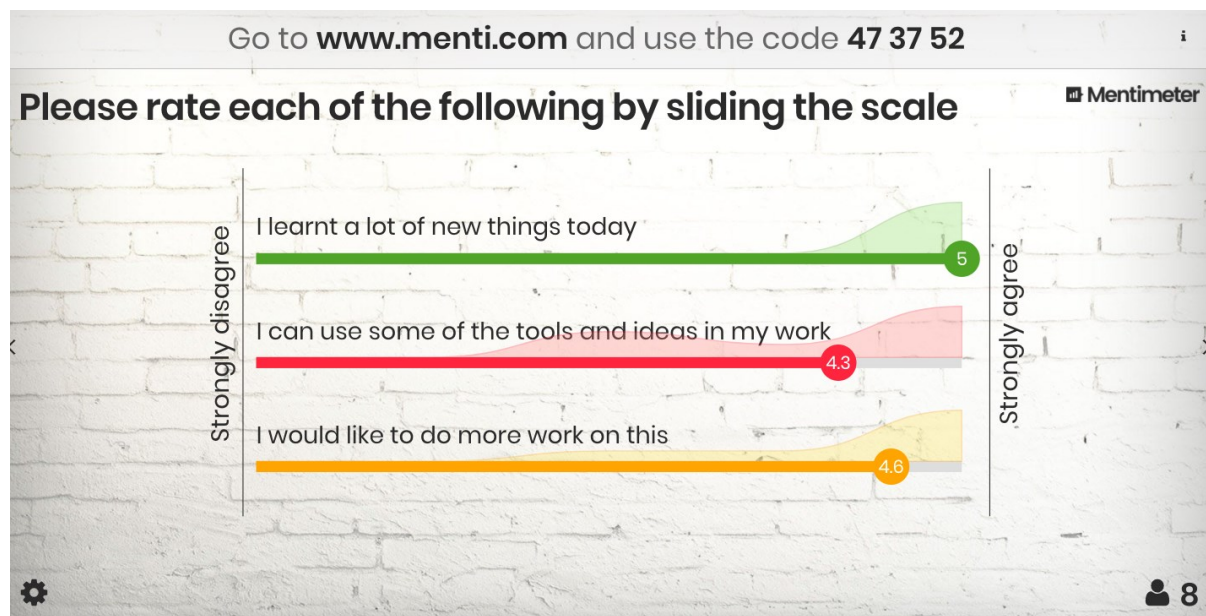 Go to www.menti.com and use the code 47 37 52
Please rate each of the following by sliding the scale
Mentimeter
Strongly disagree
I learnt a lot of new things today
5
I can use some of the tools and ideas in my work
4.3
I would like to do more work on this
4.6
Strongly agree
8